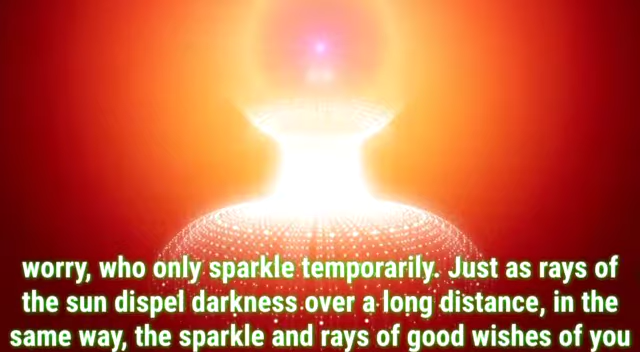 worry, who only sparkle temporarily. Just as rays of
the sun dispel darkness over a long distance, in the
same way, the sparkle and rays of good wishes of you